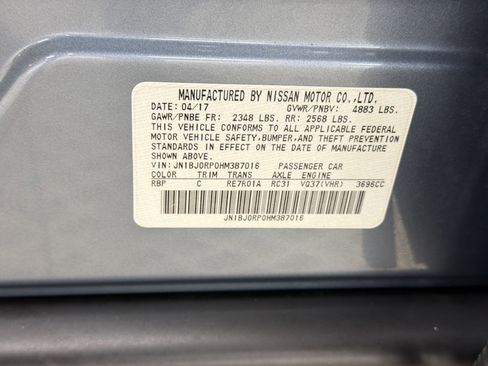 MANUFACTURED BY NISSAN MOTOR CO.,LTD.
DATE: 04/17 GVWR/PNBV: 4883 LBS.
GAWR/PNBE FR: 2348 LBS. RR: 2568 LBS.
THIS VEHICLE CONFORMS TO ALL APPLICABLE FEDERAL
MOTOR VEHICLE SAFETY,BUMPER,AND THEFT PREVENTION
STANDARDS IN EFFECT ON THE DATE OF MANUFACTURE
SHOWN ABOVE.
VIN: JN1BJ0RP0HM387016 PASSENGER CAR
COLOR TRIM TRANS AXLE ENGINE
RBP C RE7R01A RC31 VQ37(VHR) 3696CC
JN1BJ0RP0HM387016